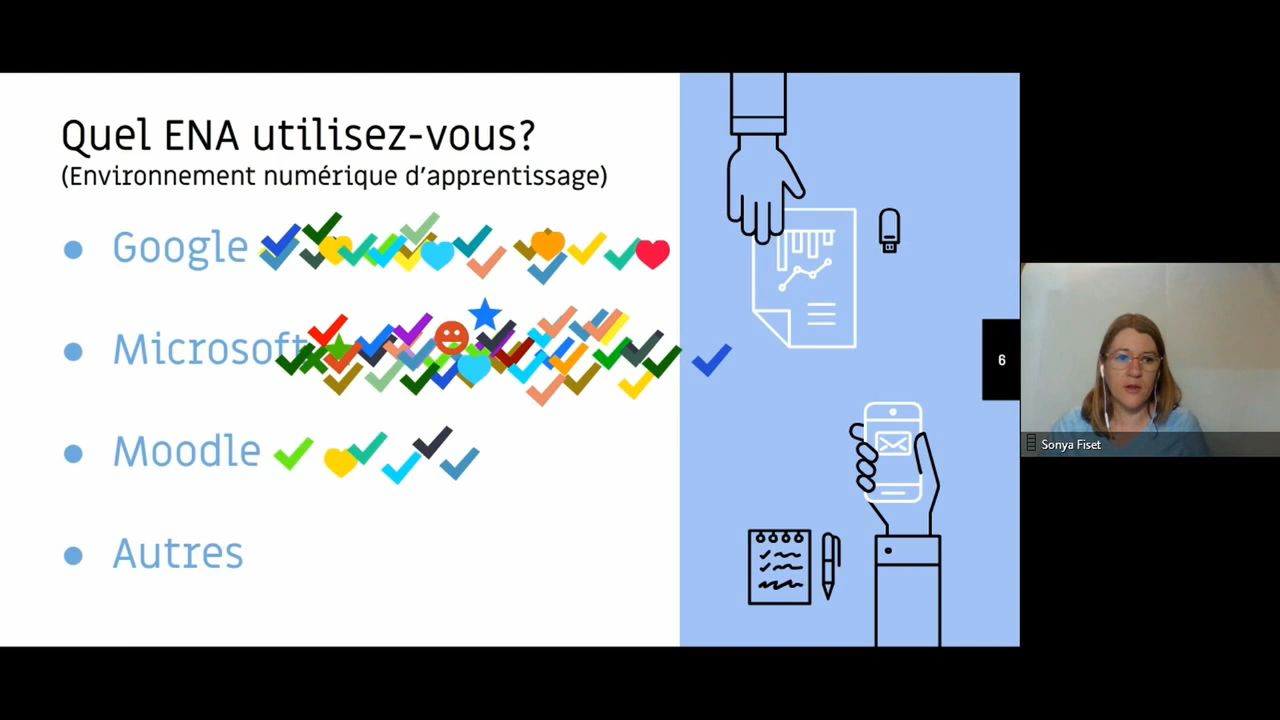 Quel ENA utilisez-vous?
(Environnement numérique d'apprentissage)
Google
Microsoft
Moodle
Autres
6
Sonya Fiset